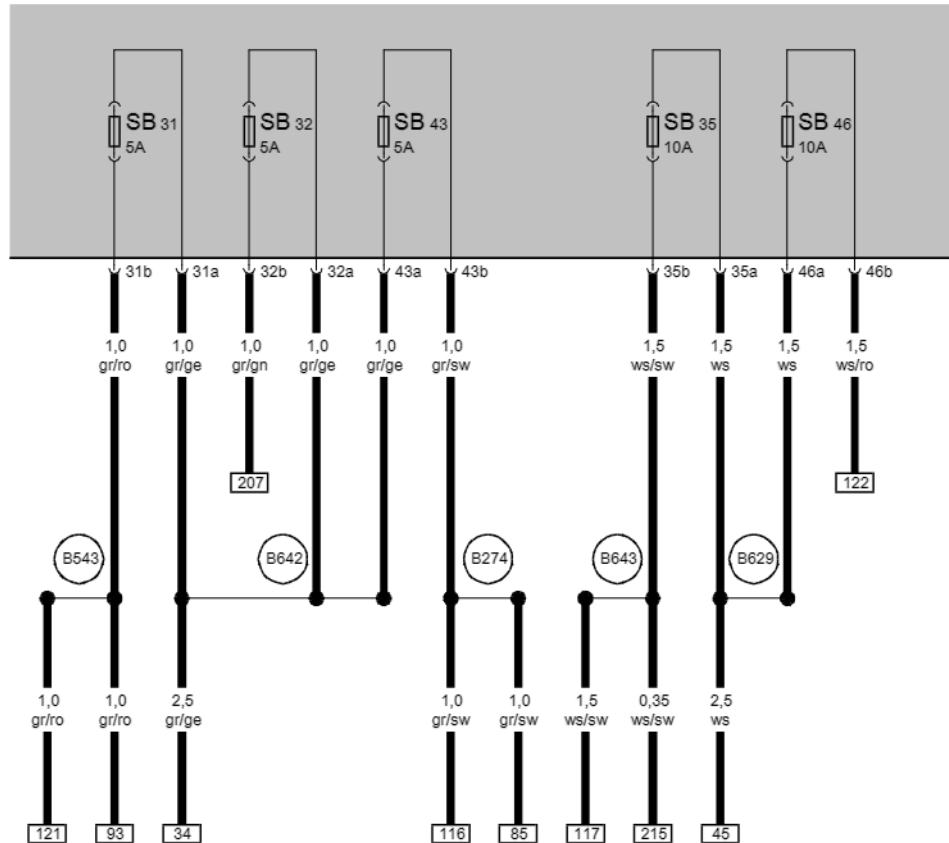 SB 31
5A
SB 32
5A
SB 43
5A
SB 35
10A
SB 46
10A
31b 31a 32b 32a 43a 43b 35b 35a 46a 46b
1,0 1,0 1,0 1,0 1,0 1,0 1,5 1,5 1,5 1,5
gr/ro gr/ge gr/gn gr/ge gr/ge gr/sw ws/sw ws ws ws/ro
207 122
B543 B642 B274 B643 B629
1,0 1,0 2,5 1,0 1,0 1,5 0,35 2,5
gr/ro gr/ro gr/ge gr/sw gr/sw ws/sw ws/sw ws
121 93 34 116 85 117 215 45